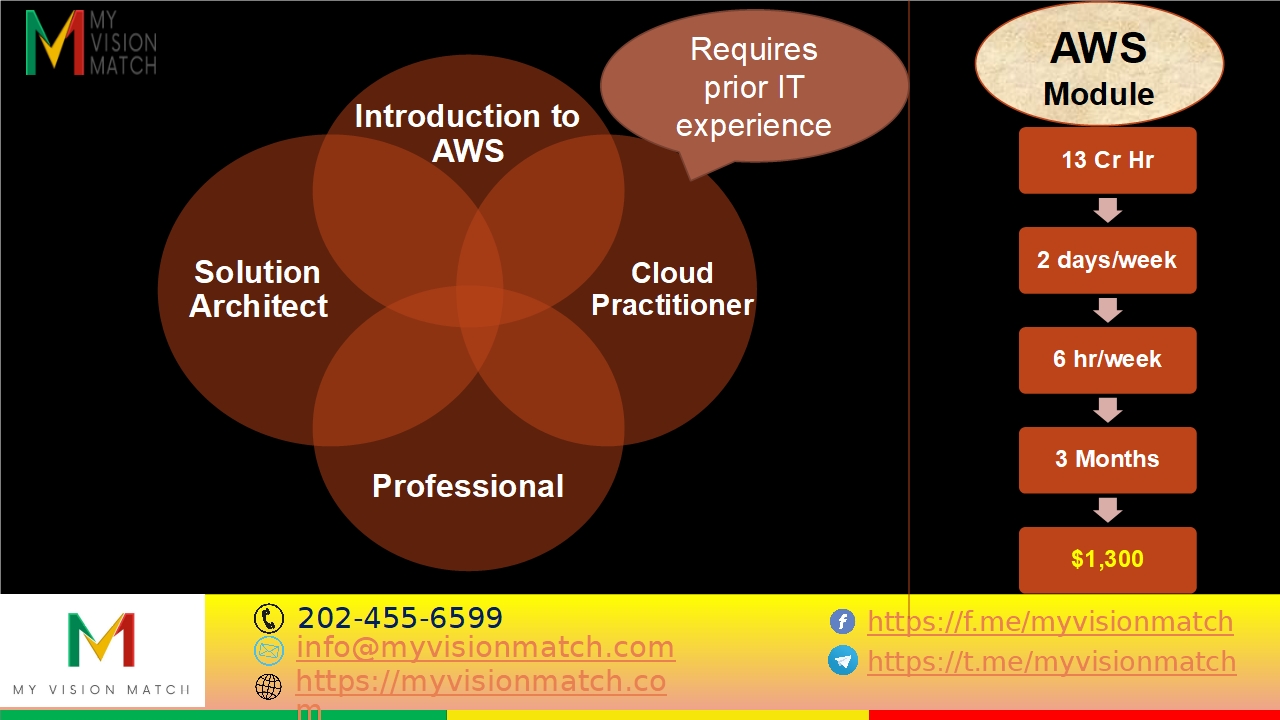 MY
VISION
MATCH
Requires
prior IT
experience
AWS
Module
Introduction to
AWS
Solution
Architect
Cloud
Practitioner
Professional
13 Cr Hr
2 days/week
6 hr/week
3 Months
$1,300
MY VISION MATCH
202-455-6599
info@myvisionmatch.com
https://myvisionmatch.co
m
https://f.me/myvisionmatch
https://t.me/myvisionmatch